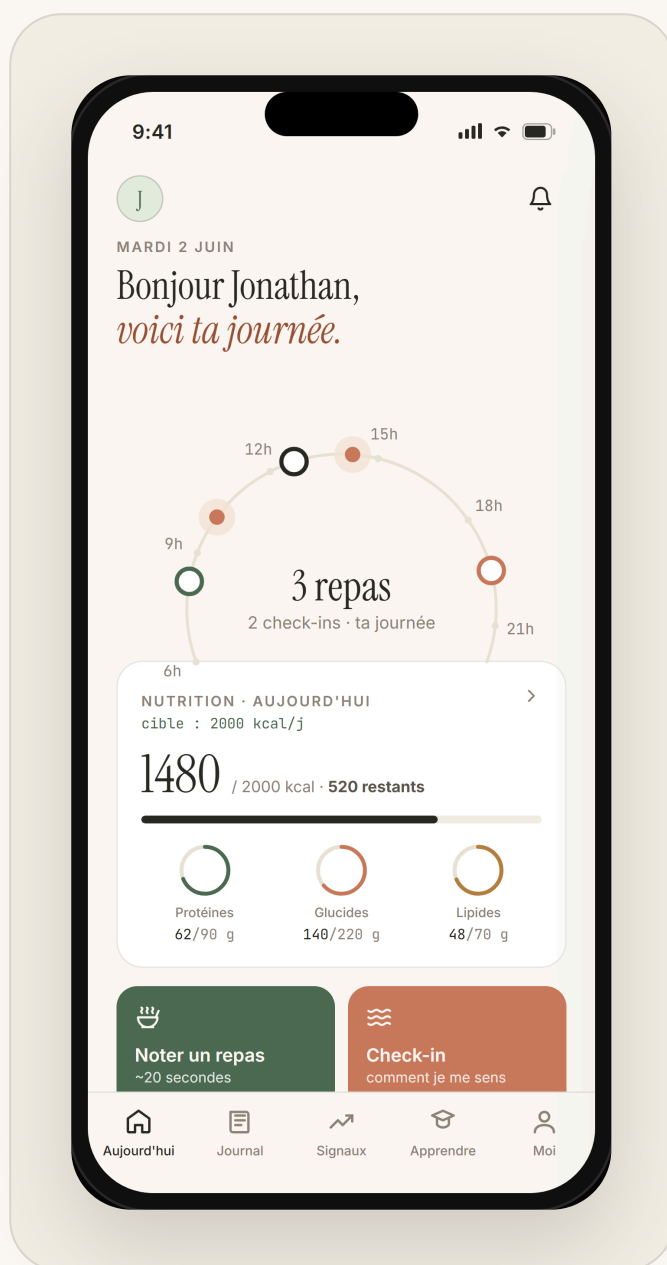 9:41
J
MARDI 2 JUIN
Bonjour Jonathan,
voici ta journée.
12h
15h
18h
9h
3 repas
2 check-ins · ta journée
21h
6h
NUTRITION · AUJOURD'HUI
cible : 2000 kcal/j
1480 / 2000 kcal · 520 restants
Protéines
62/90 g
Glucides
140/220 g
Lipides
48/70 g
Noter un repas
~20 secondes
Check-in
comment je me sens
Aujourd'hui
Journal
Signaux
Apprendre
Moi